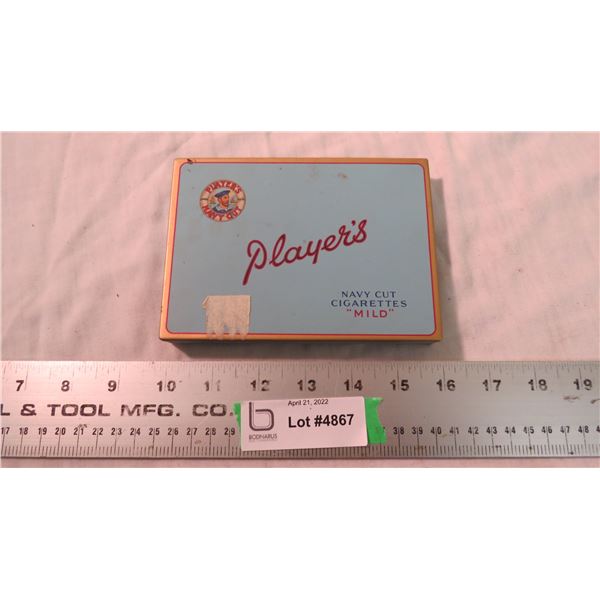 PLAYER'S
NAVY CUT
Player's
NAVY CUT
CIGARETTES
"MILD"
7 8 9 10 11 12 13 14 15 16 17 18 19
L & TOOL MFG. CO.
April 21, 2022
Lot #4867
b
BODNARUS